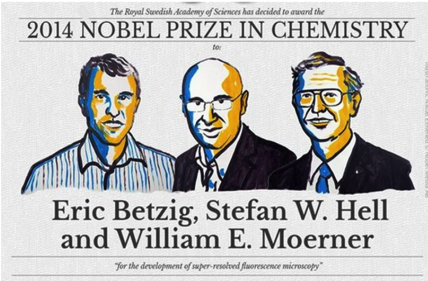 The Royal Swedish Academy of Sciences has decided to award the
2014 NOBEL PRIZE IN CHEMISTRY
to:
Eric Betzig, Stefan W. Hell
and William E. Moerner
"for the development of super-resolved fluorescence microscopy"